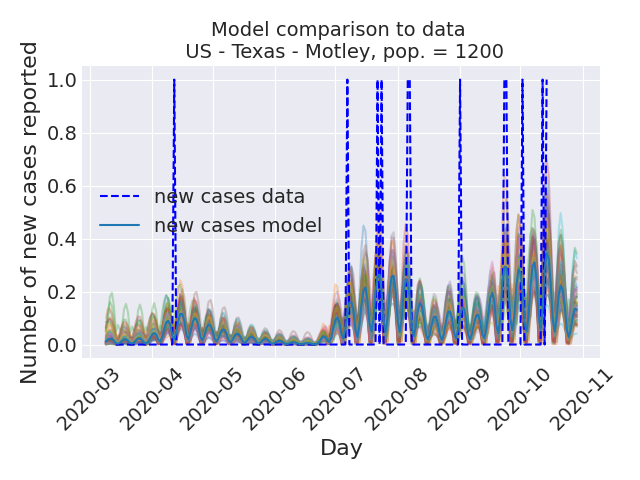 Model comparison to data
US - Texas - Motley, pop. = 1200
Number of new cases reported
1.0
0.8
0.6
0.4
0.2
0.0
new cases data
new cases model
2020-03
2020-04
2020-05
2020-06
2020-07
2020-08
2020-09
2020-10
2020-11
Day